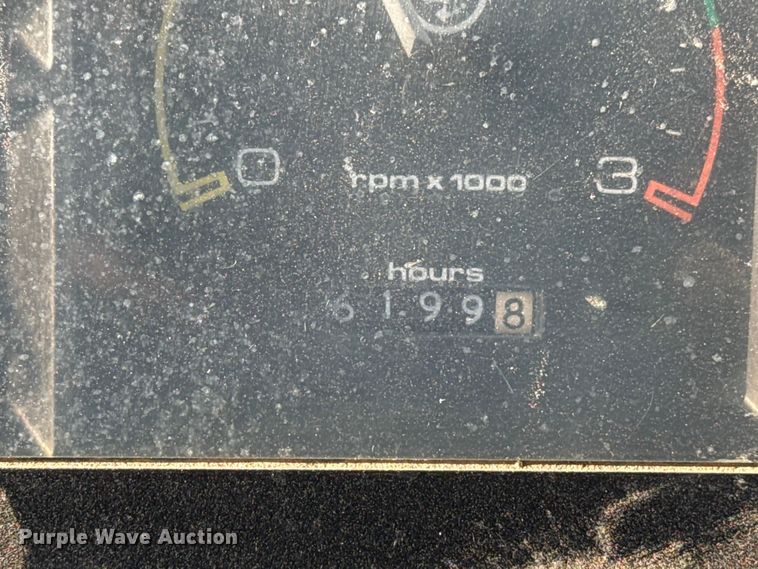 0 rpm x 1000 3
hours
61998
Purple Wave Auction